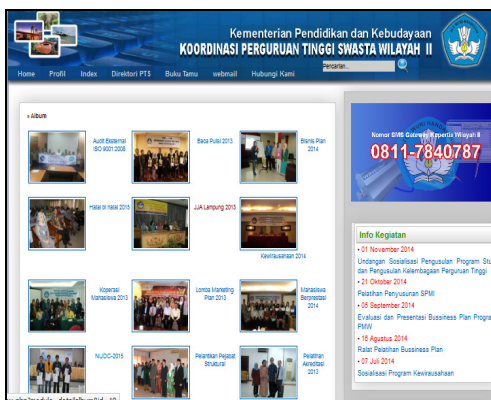 Kementerian Pendidikan dan Kebudayaan
KOORDINASI PERGURUAN TINGGI SWASTA WILAYAH II
Home Profil Index Direktori PTS Buku Tamu webmail Hubungi Kami
Pencarian...
Album
Audit Eksternal
ISO 9001:2008
Baca Puisi 2013
Bisnis Plan
2014
Halal bi halal 2015
JJA Lampung 2013
Kewirausahaan 2014
Koperasi
Mahasiswa 2013
Lomba Marketing
Plan 2013
Mahasiswa
Berprestasi
2014
NUDC-2015
Pelantikan Pejabat
Struktural
Pelatihan
Akreditasi
2013
Nomor SMS Gateway Kopertis Wilayah II
0811-7840787
Info Kegiatan
• 01 November 2014
Undangan Sosialisasi Pengusulan Program Stu
dan Pengusulan Kelembagaan Perguruan Tinggi
• 21 Oktober 2014
Pelatihan Penyusunan SPMI
• 05 September 2014
Evaluasi dan Presentasi Bussiness Plan Progra
PMW
• 16 Agustus 2014
Ralat Pelatihan Bussiness Plan
• 07 Juli 2014
Sosialisasi Program Kewirausahaan